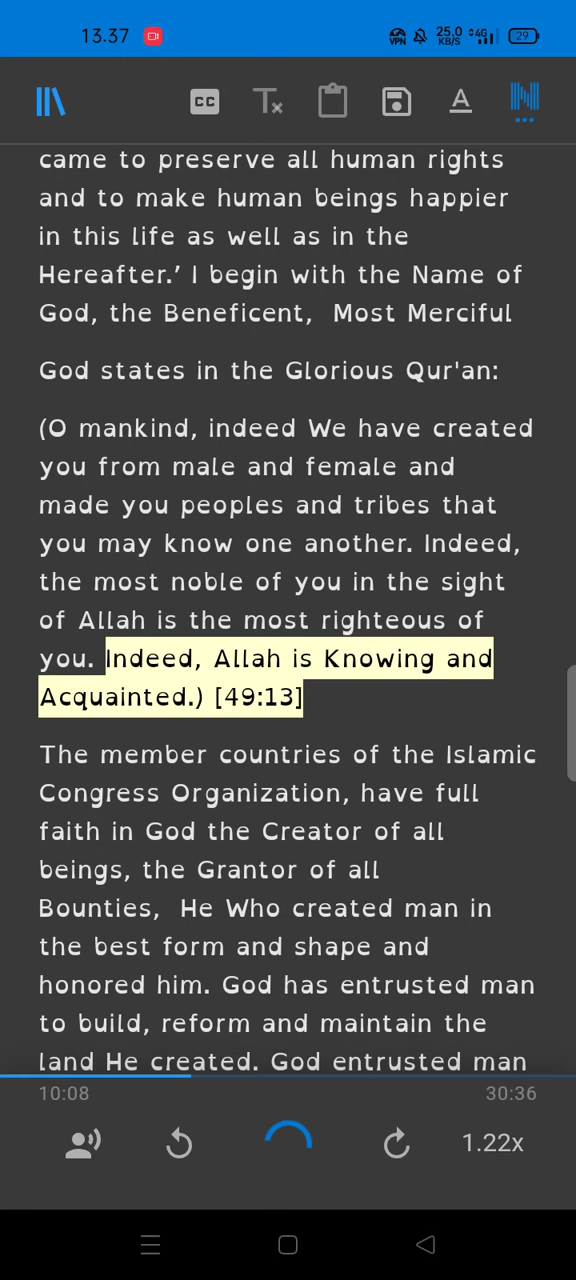 13.37
VPN
25.0
KB/S
4G
29
CC
A
came to preserve all human rights
and to make human beings happier
in this life as well as in the
Hereafter.’ I begin with the Name of
God, the Beneficent,  Most Merciful
God states in the Glorious Qur'an:
(O mankind, indeed We have created
you from male and female and
made you peoples and tribes that
you may know one another. Indeed,
the most noble of you in the sight
of Allah is the most righteous of
you. Indeed, Allah is Knowing and
Acquainted.) [49:13]
The member countries of the Islamic
Congress Organization, have full
faith in God the Creator of all
beings, the Grantor of all
Bounties,  He Who created man in
the best form and shape and
honored him. God has entrusted man
to build, reform and maintain the
land He created. God entrusted man
10:08
30:36
1.22x